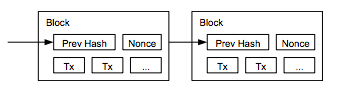 Block
Prev Hash
Nonce
Tx
Tx
...
Block
Prev Hash
Nonce
Tx
Tx
...